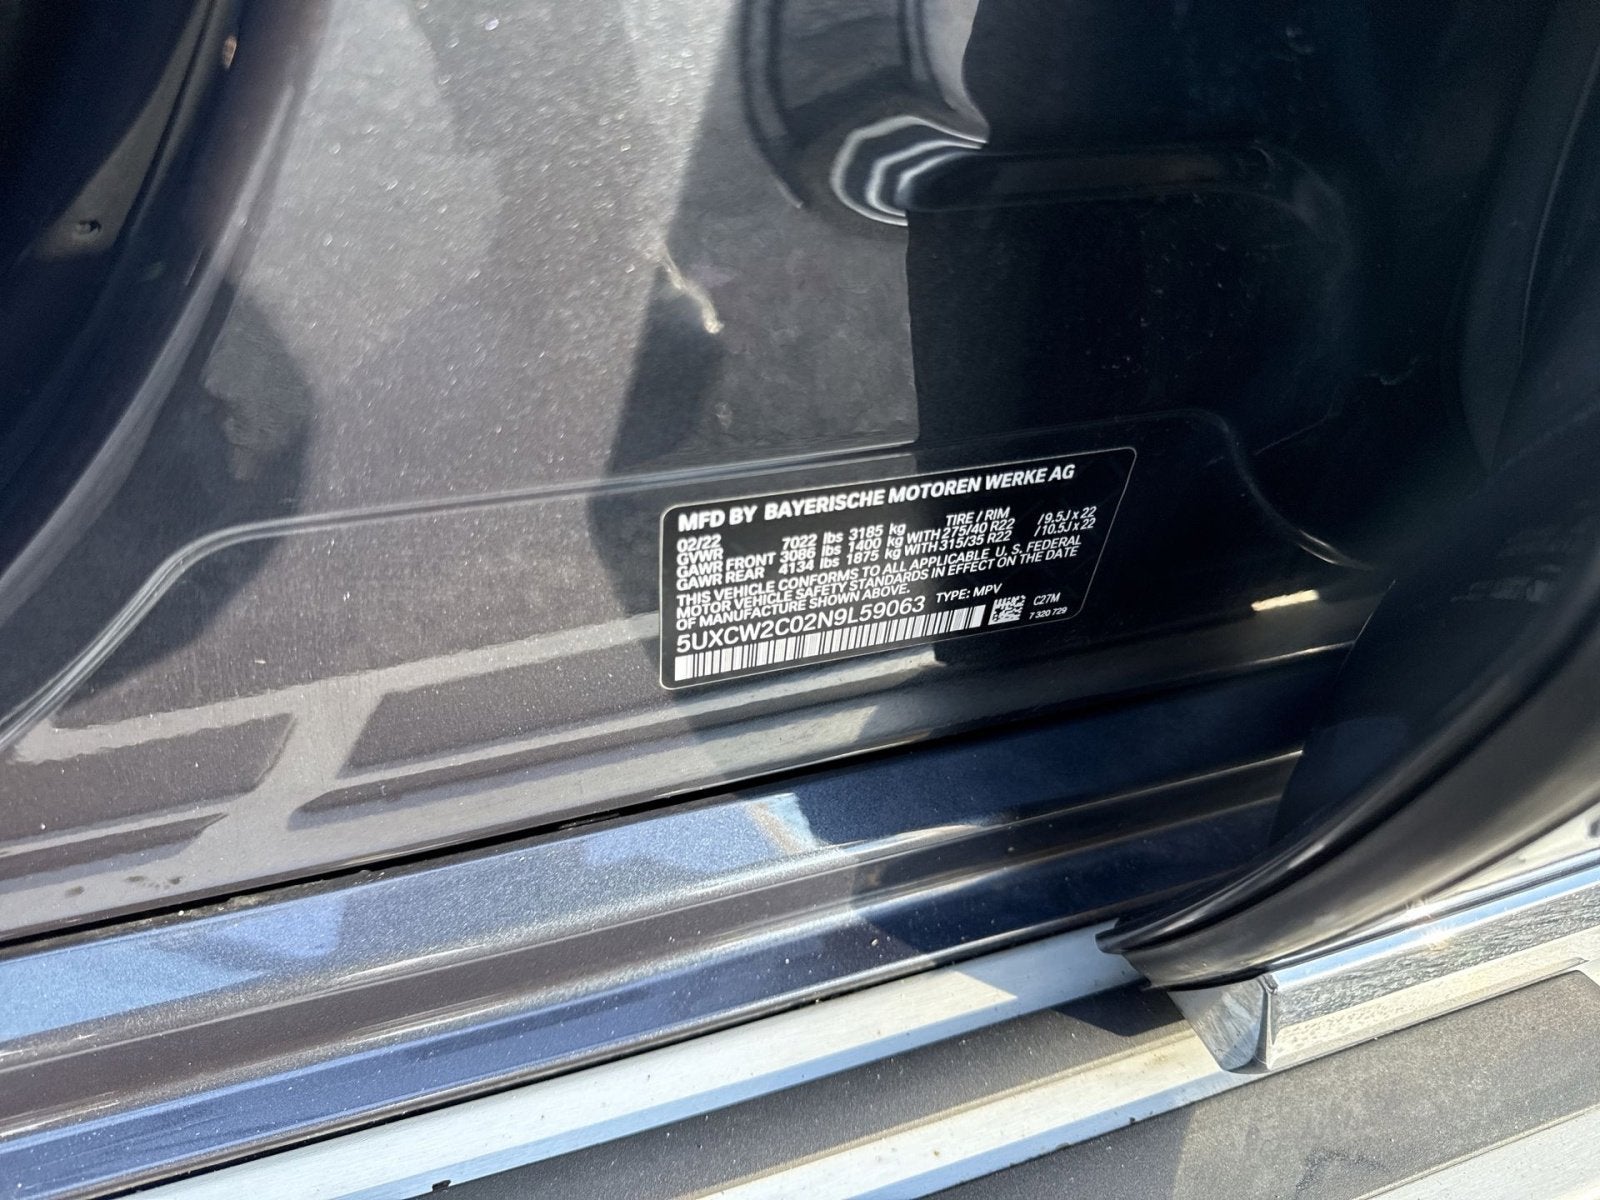 MFD BY BAYERISCHE MOTOREN WERKE AG
02/22 TIRE / RIM
GVWR 7022 lbs 3185 kg
GAWR FRONT 3086 lbs 1400 kg WITH 275/40 R22 / 9.5J x 22
GAWR REAR 4134 lbs 1875 kg WITH 315/35 R22 / 10.5J x 22
THIS VEHICLE CONFORMS TO ALL APPLICABLE U. S. FEDERAL
MOTOR VEHICLE SAFETY STANDARDS IN EFFECT ON THE DATE
OF MANUFACTURE SHOWN ABOVE.
5UXCW2C02N9L59063 TYPE: MPV
C27M
7 320 729